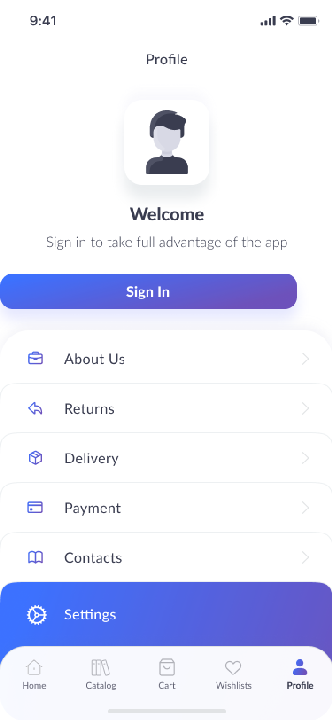 9:41
Profile
Welcome
Sign in to take full advantage of the app
Sign In
About Us
Returns
Delivery
Payment
Contacts
Settings
Home Catalog Cart Wishlists Profile